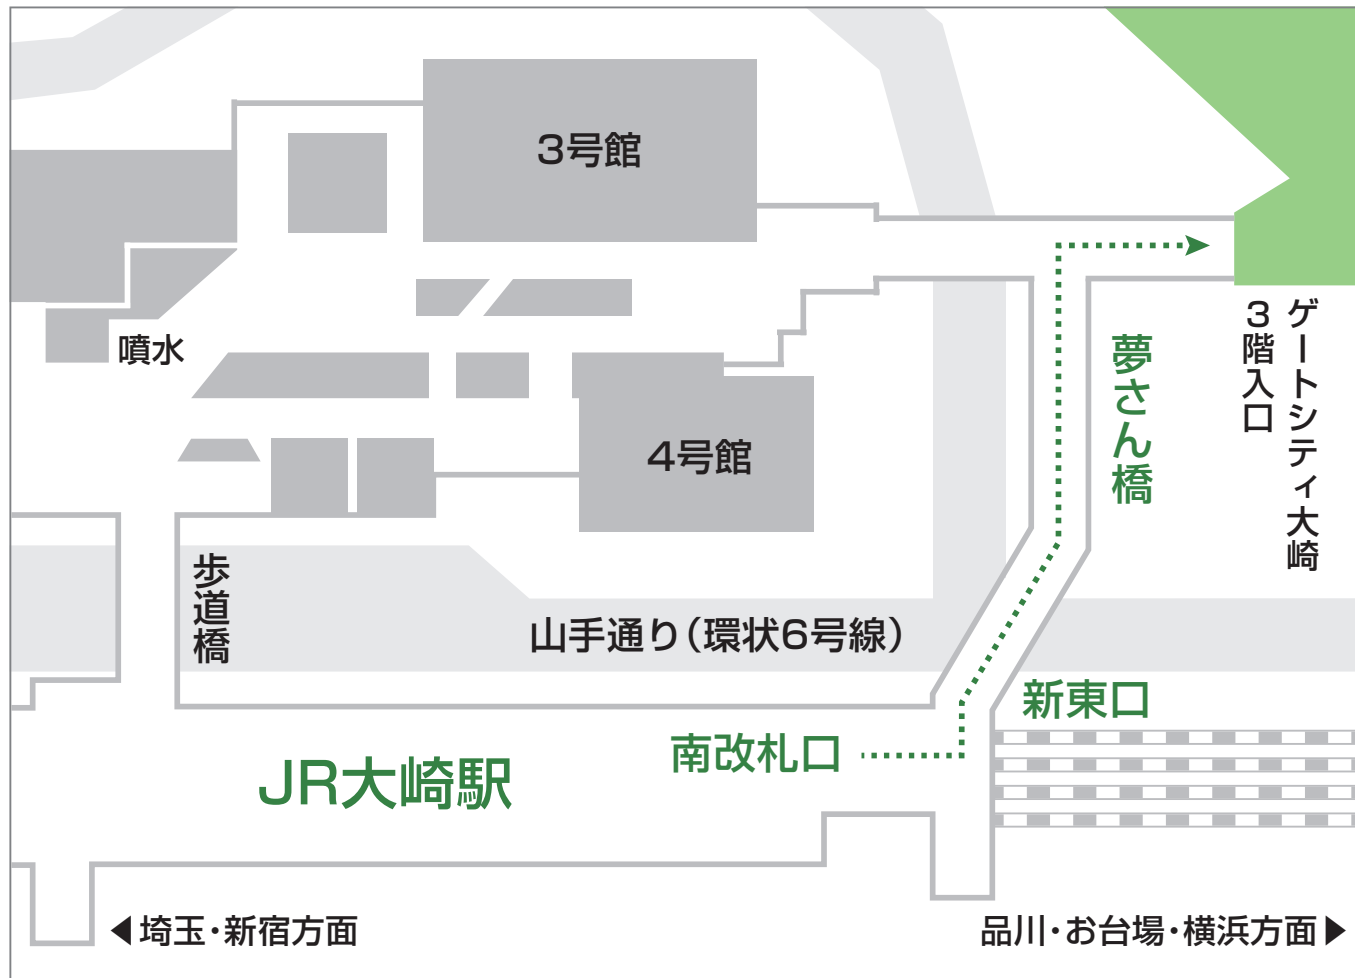 3号館
噴水
4号館
ゲートシティ大崎
3階入口
夢さん橋
歩道橋
山手通り(環状6号線)
新東口
南改札口
JR大崎駅
◀埼玉・新宿方面
品川・お台場・横浜方面▶